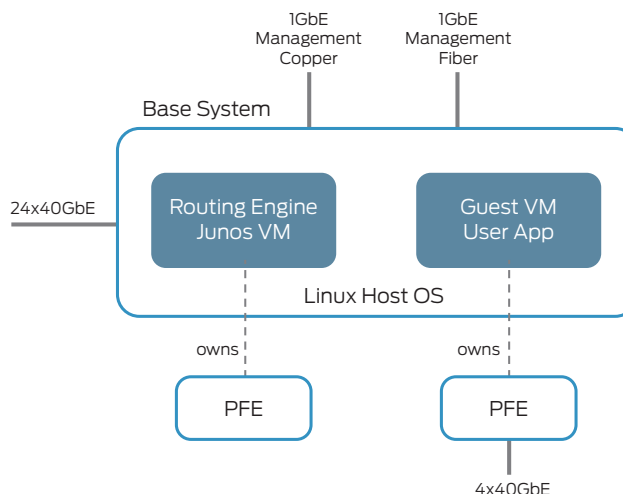 1GbE
Management
Copper
1GbE
Management
Fiber
Base System
24x40GbE
Routing Engine
Junos VM
Guest VM
User App
Linux Host OS
owns
owns
PFE
PFE
4x40GbE